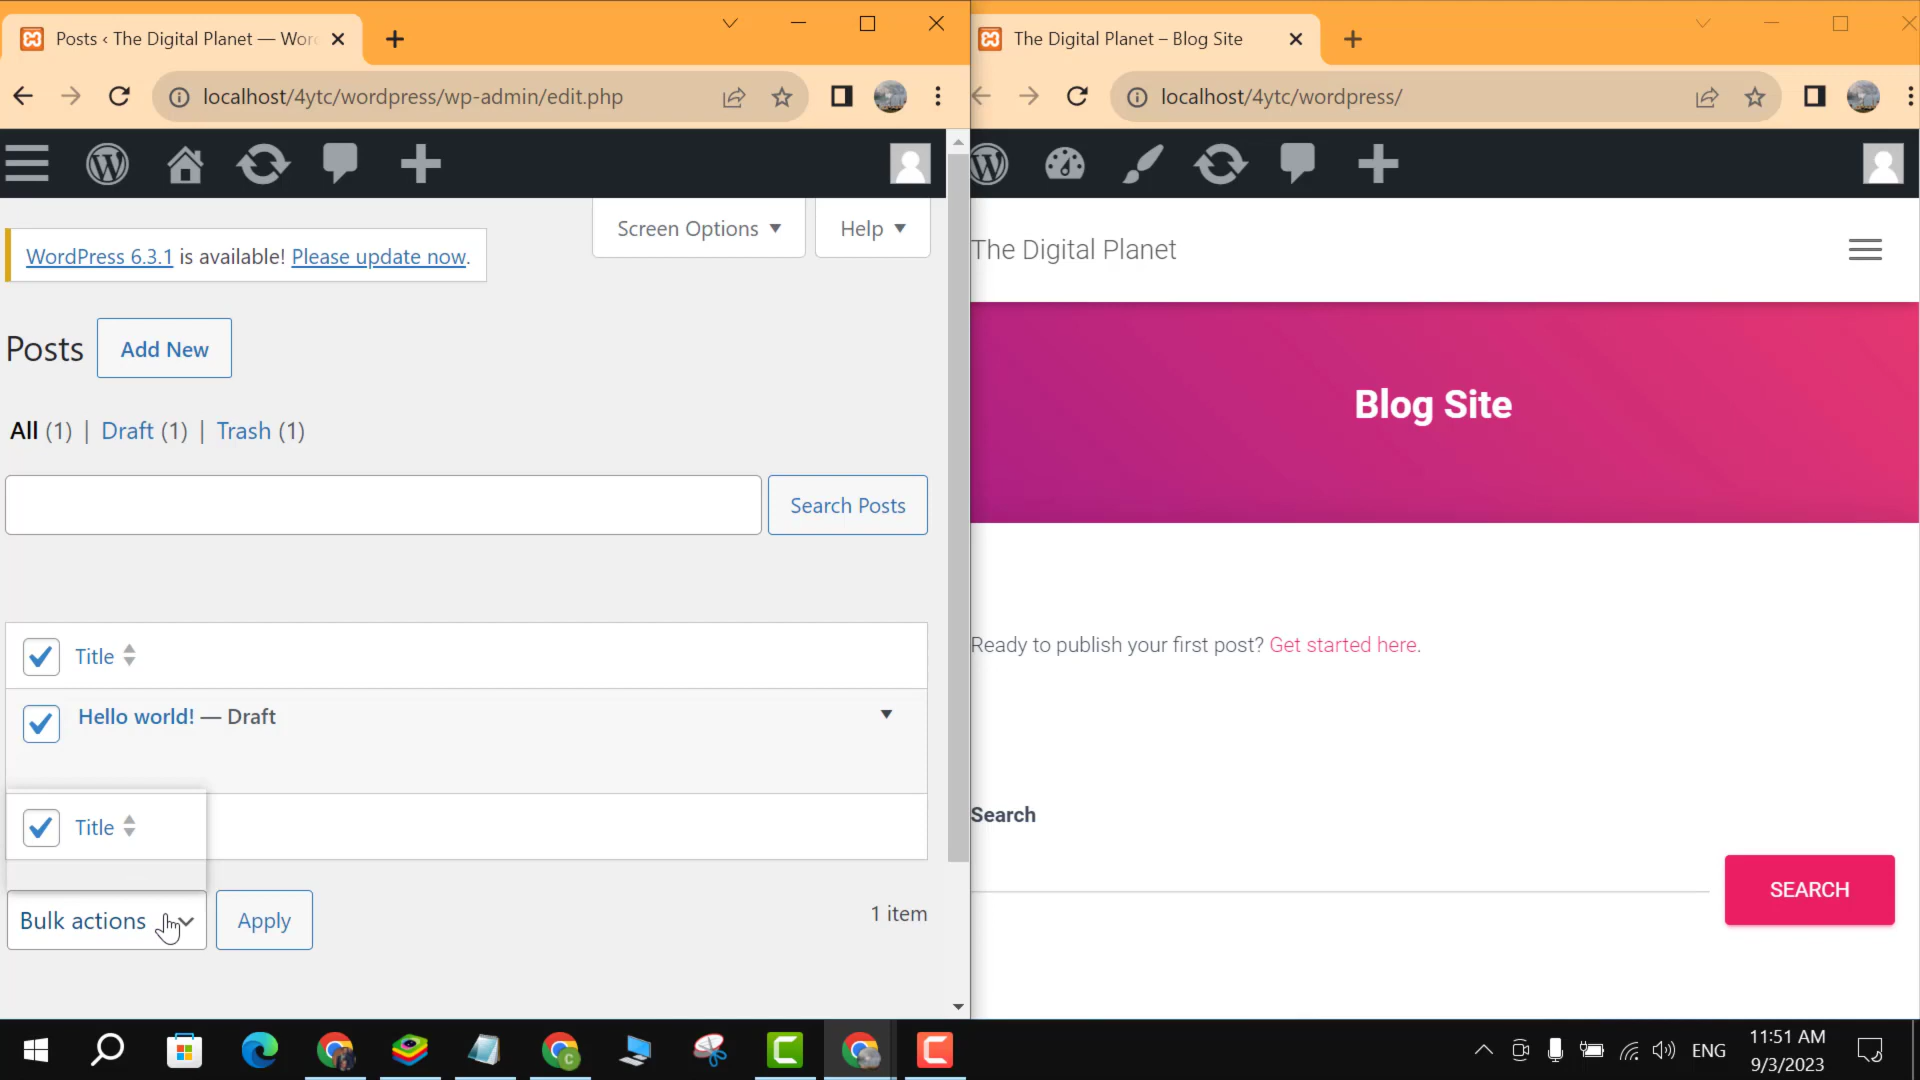 Posts ‹ The Digital Planet — Wor
localhost/4ytc/wordpress/wp-admin/edit.php
WordPress 6.3.1 is available! Please update now.
Screen Options
Help
Posts
Add New
All (1) | Draft (1) | Trash (1)
Search Posts
Title
Hello world! — Draft
Title
Bulk actions
Apply
1 item
The Digital Planet – Blog Site
localhost/4ytc/wordpress/
The Digital Planet
Blog Site
Ready to publish your first post? Get started here.
Search
SEARCH
ENG
11:51 AM
9/3/2023